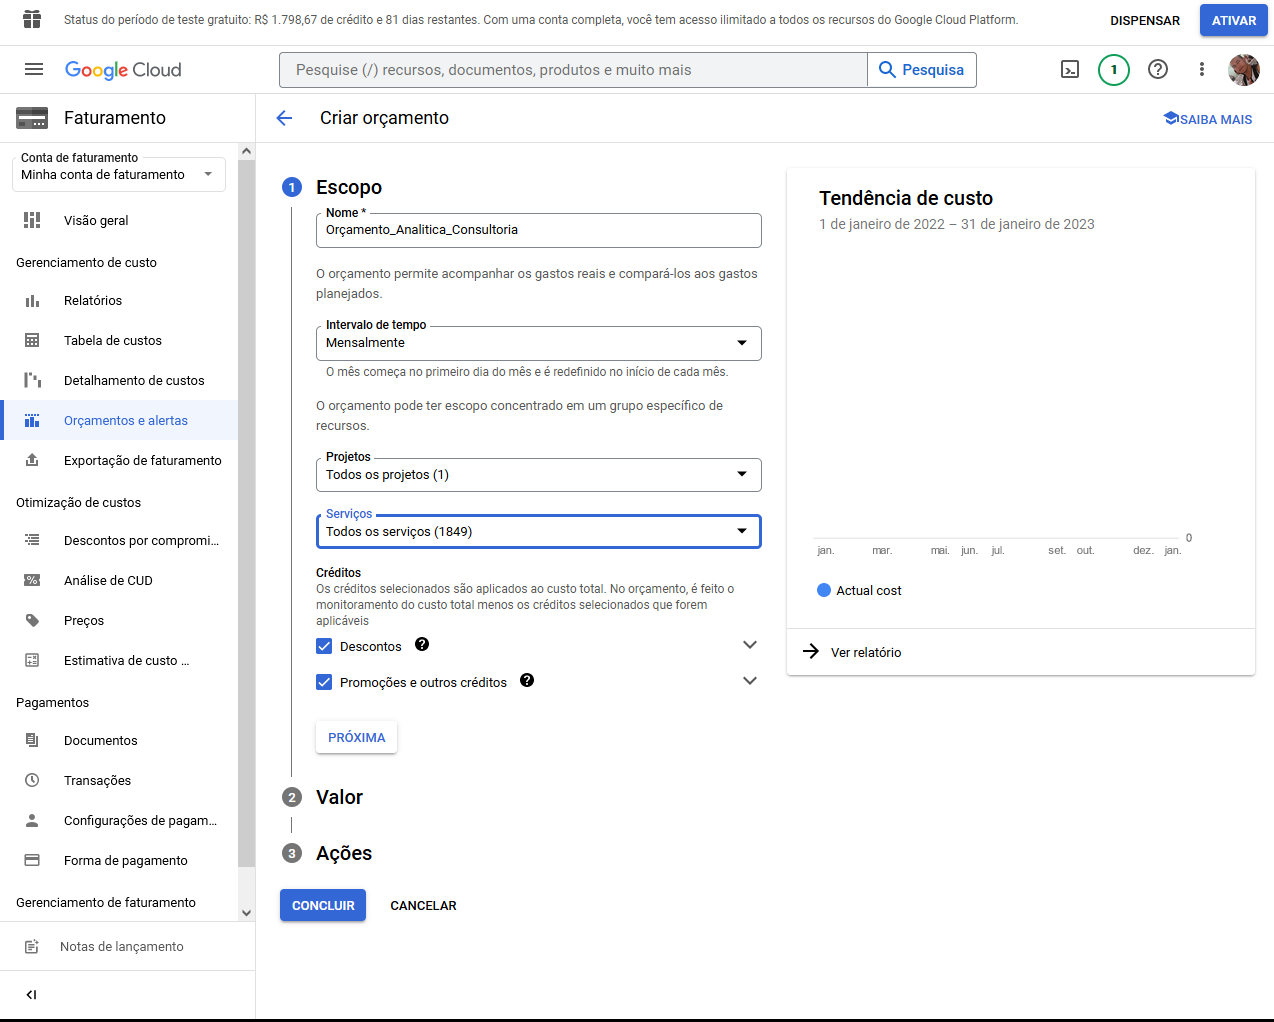 Status do período de teste gratuito: R$ 1.798,67 de crédito e 81 dias restantes. Com uma conta completa, você tem acesso ilimitado a todos os recursos do Google Cloud Platform.
DISPENSAR
ATIVAR
Google Cloud
Pesquise (/) recursos, documentos, produtos e muito mais
Pesquisa
1
Faturamento
Criar orçamento
SAIBA MAIS
Conta de faturamento
Minha conta de faturamento
Visão geral
Gerenciamento de custo
Relatórios
Tabela de custos
Detalhamento de custos
Orçamentos e alertas
Exportação de faturamento
Otimização de custos
Descontos por compromi...
Análise de CUD
Preços
Estimativa de custo ...
Pagamentos
Documentos
Transações
Configurações de pagam...
Forma de pagamento
Gerenciamento de faturamento
Notas de lançamento
1 Escopo
Nome *
Orçamento_Analitica_Consultoria
O orçamento permite acompanhar os gastos reais e compará-los aos gastos
planejados.
Intervalo de tempo
Mensalmente
O mês começa no primeiro dia do mês e é redefinido no início de cada mês.
O orçamento pode ter escopo concentrado em um grupo específico de
recursos.
Projetos
Todos os projetos (1)
Serviços
Todos os serviços (1849)
Créditos
Os créditos selecionados são aplicados ao custo total. No orçamento, é feito o
monitoramento do custo total menos os créditos selecionados que forem
aplicáveis
Descontos
Promoções e outros créditos
PRÓXIMA
2 Valor
3 Ações
CONCLUIR
CANCELAR
Tendência de custo
1 de janeiro de 2022 – 31 de janeiro de 2023
0
jan. mar. mai. jun. jul. set. out. dez. jan.
Actual cost
Ver relatório